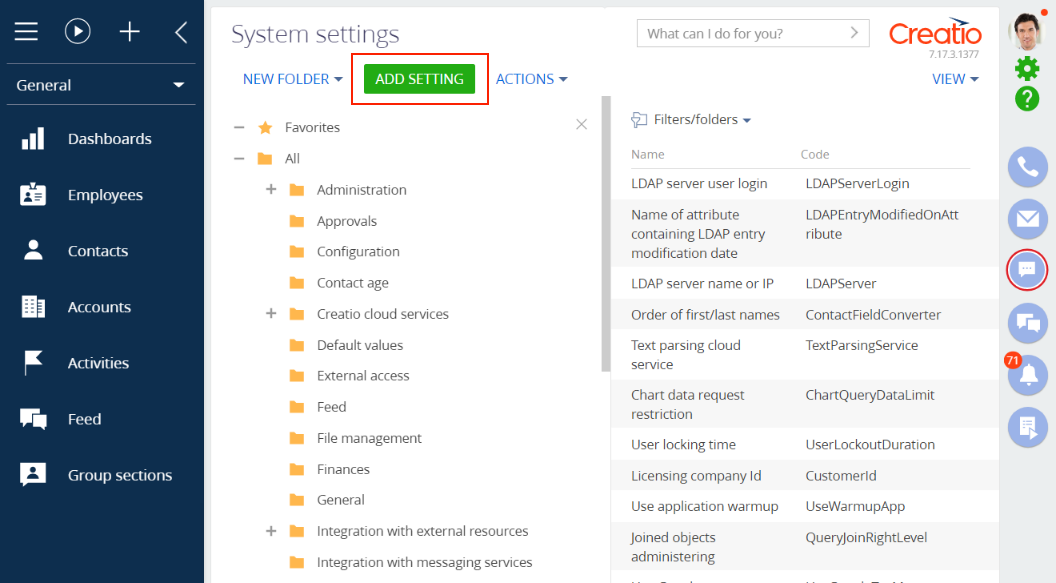 General
Dashboards
Employees
Contacts
Accounts
Activities
Feed
Group sections
System settings
What can I do for you?
Creatio
7.17.3.1377
NEW FOLDER
ADD SETTING
ACTIONS
VIEW
Favorites
All
Administration
Approvals
Configuration
Contact age
Creatio cloud services
Default values
External access
Feed
File management
Finances
General
Integration with external resources
Integration with messaging services
Filters/folders
Name Code
LDAP server user login LDAPServerLogin
Name of attribute LDAPEntryModifiedOnAtt
containing LDAP entry ribute
modification date
LDAP server name or IP LDAPServer
Order of first/last names ContactFieldConverter
Text parsing cloud TextParsingService
service
Chart data request ChartQueryDataLimit
restriction
User locking time UserLockoutDuration
Licensing company Id CustomerId
Use application warmup UseWarmupApp
Joined objects QueryJoinRightLevel
administering
?
71